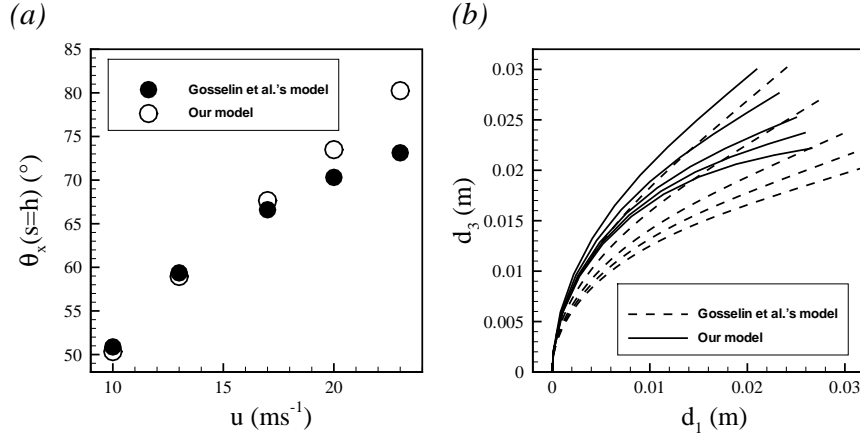 (a)
(b)
85
80
75
70
65
60
55
50
θ_x(s=h) (°)
Gosselin et al.'s model
Our model
10
15
20
u (ms⁻¹)
0.03
0.025
0.02
0.015
0.01
0.005
0
d₃ (m)
Gosselin et al.'s model
Our model
0
0.01
0.02
0.03
d₁ (m)